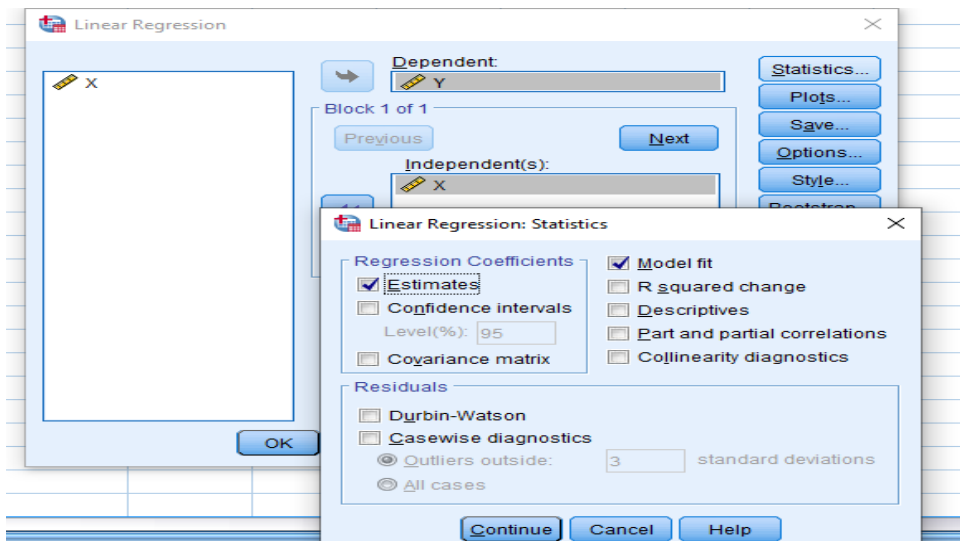 Linear Regression
X
Dependent:
Y
Block 1 of 1
Previous
Next
Independent(s):
X
Statistics...
Plots...
Save...
Options...
Style...
Bootstrap...
Linear Regression: Statistics
Regression Coefficients
Estimates
Confidence intervals
Level(%): 95
Covariance matrix
Model fit
R squared change
Descriptives
Part and partial correlations
Collinearity diagnostics
Residuals
Durbin-Watson
Casewise diagnostics
Outliers outside: 3 standard deviations
All cases
OK
Continue Cancel Help